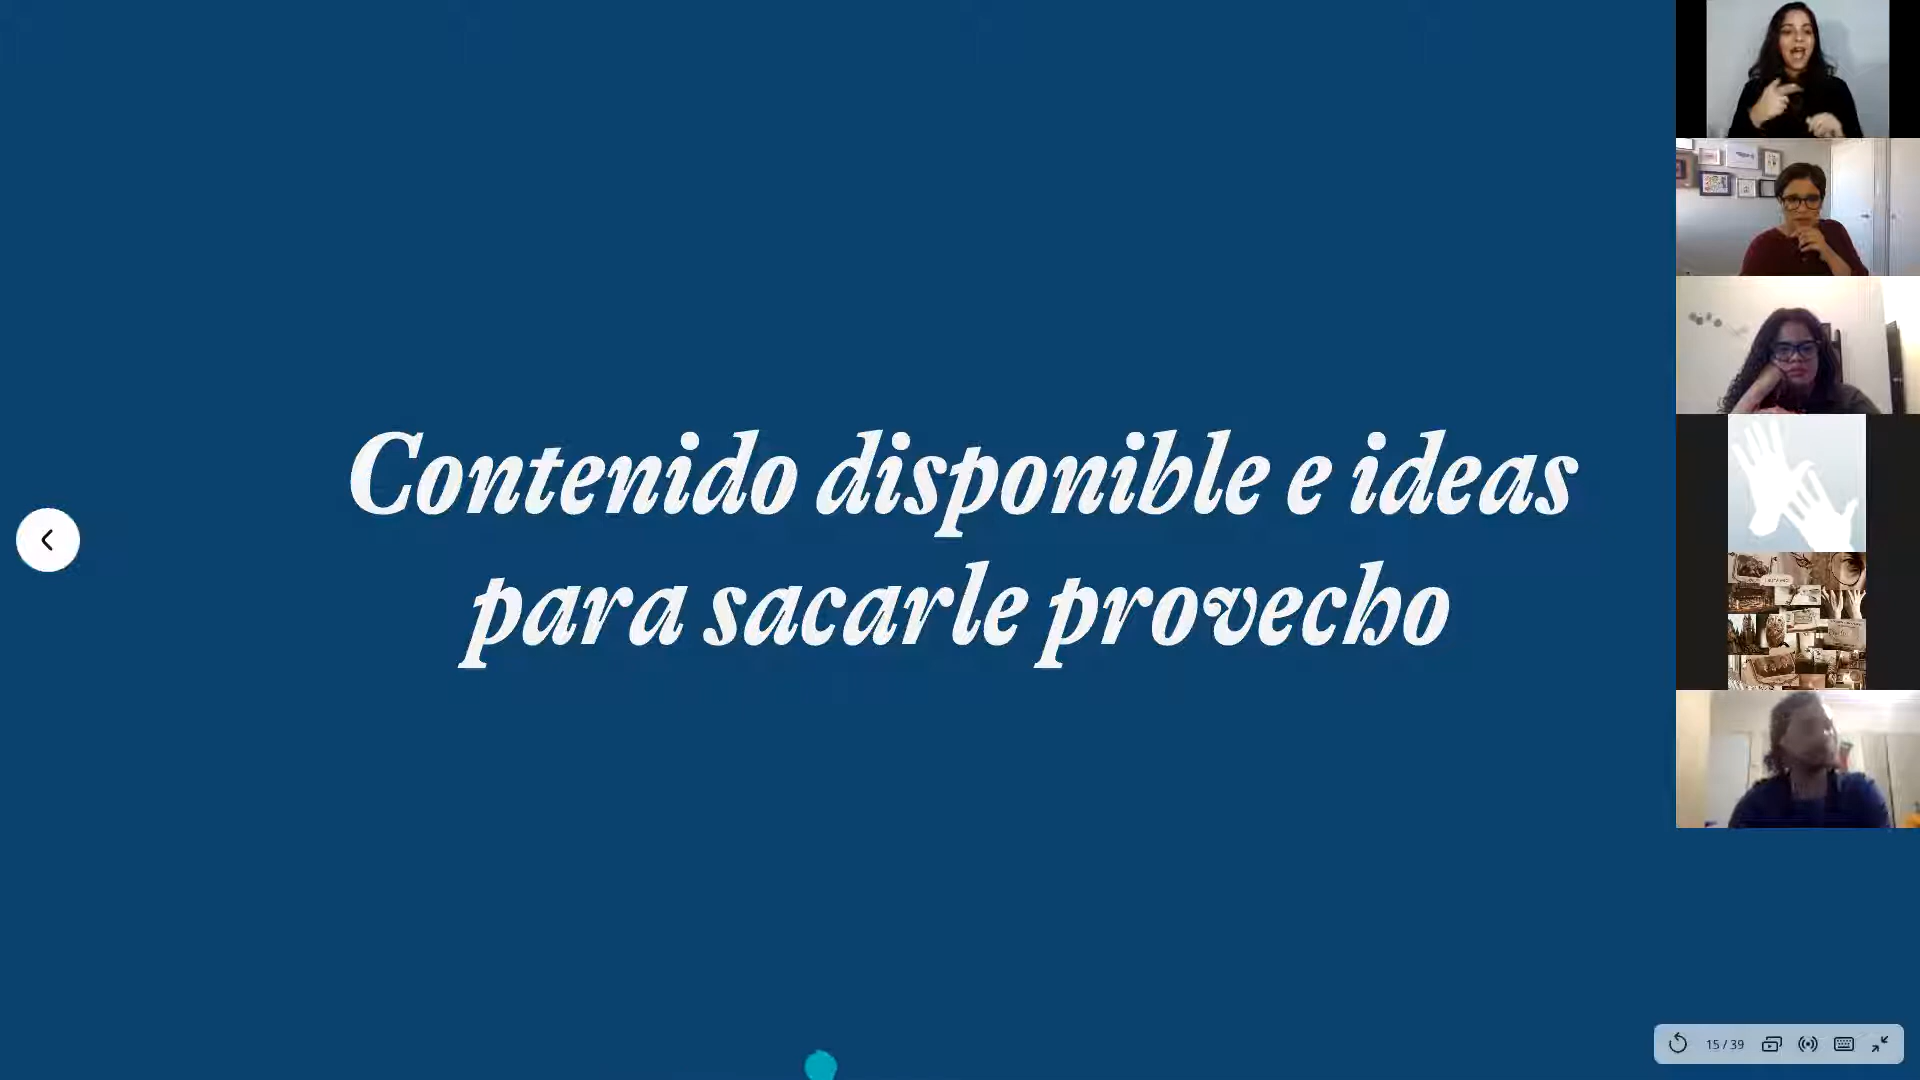 Contenido disponible e ideas
para sacarle provecho
15 / 39